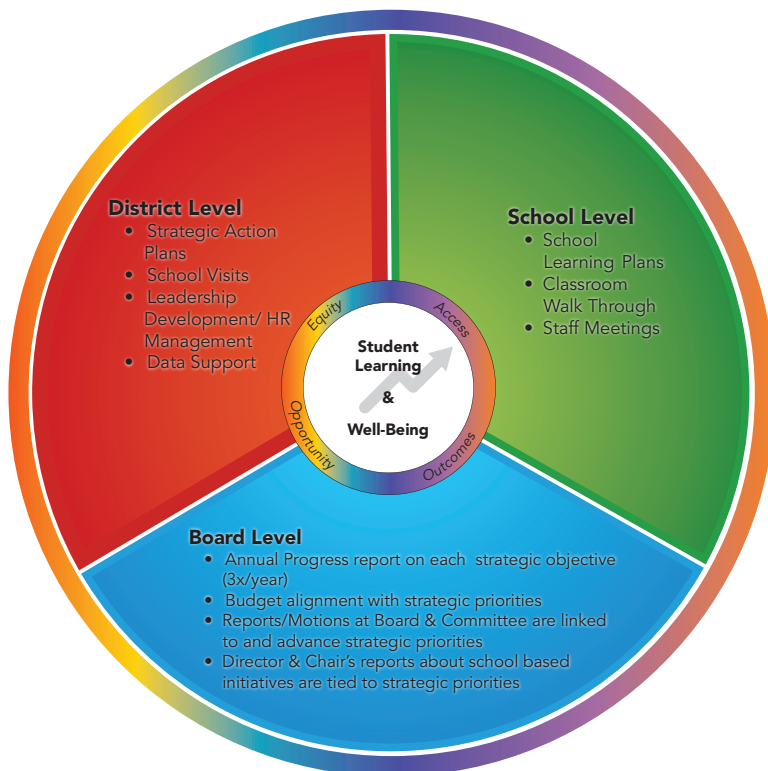 District Level
• Strategic Action
Plans
• School Visits
• Leadership
Development/ HR
Management
• Data Support
School Level
• School
Learning Plans
• Classroom
Walk Through
• Staff Meetings
Equity
Access
Opportunity
Outcomes
Student
Learning
&
Well-Being
Board Level
• Annual Progress report on each strategic objective
(3x/year)
• Budget alignment with strategic priorities
• Reports/Motions at Board & Committee are linked
to and advance strategic priorities
• Director & Chair's reports about school based
initiatives are tied to strategic priorities